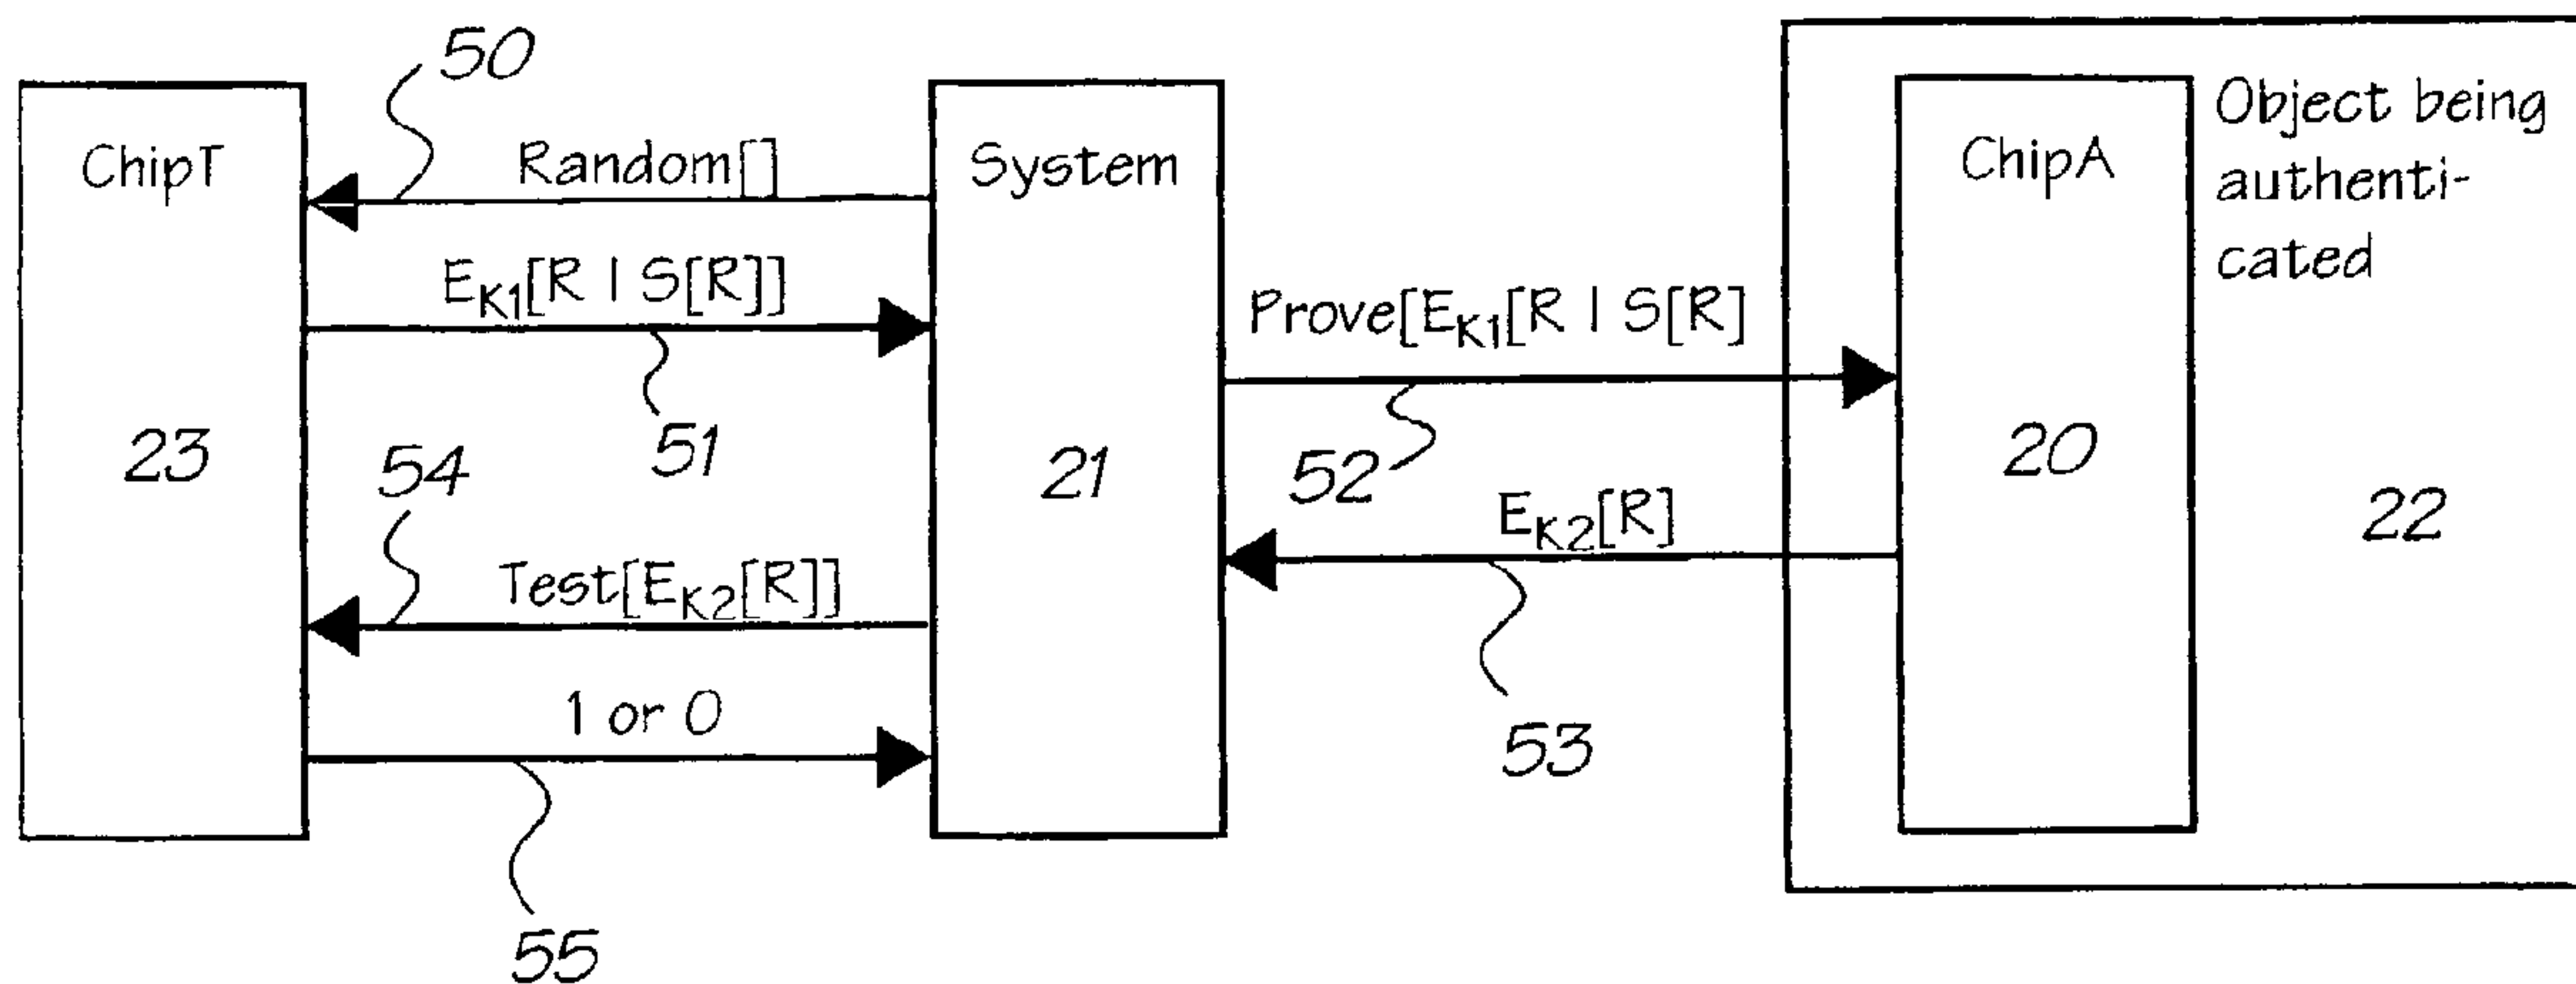 50
ChipT
Random[]
System
ChipA
Object being
authenti-
cated
E_K1[R | S[R]]
Prove[E_K1[R | S[R]
23
51
21
52
20
22
54
E_K2[R]
Test[E_K2[R]]
1 or 0
53
55